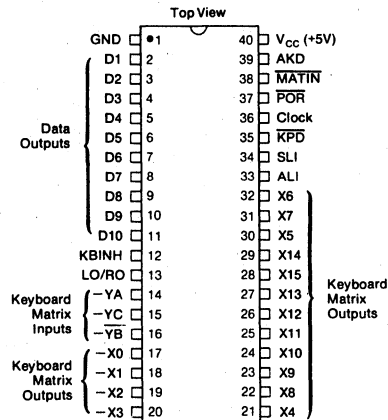 Top View
GND 1 40 VCC (+5V)
D1 2 39 AKD
D2 3 38 MATIN
D3 4 37 POR
D4 5 36 Clock
Data Outputs
D5 6 35 KPD
D6 7 34 SLI
D7 8 33 ALI
D8 9 32 X6
D9 10 31 X7
D10 11 30 X5
KBINH 12 29 X14
LO/RO 13 28 X15
Keyboard Matrix Inputs
–YA 14 27 X13
–YC 15 26 X12
–YB 16 25 X11
Keyboard Matrix Outputs
Keyboard Matrix Outputs
–X0 17 24 X10
–X1 18 23 X9
–X2 19 22 X8
–X3 20 21 X4